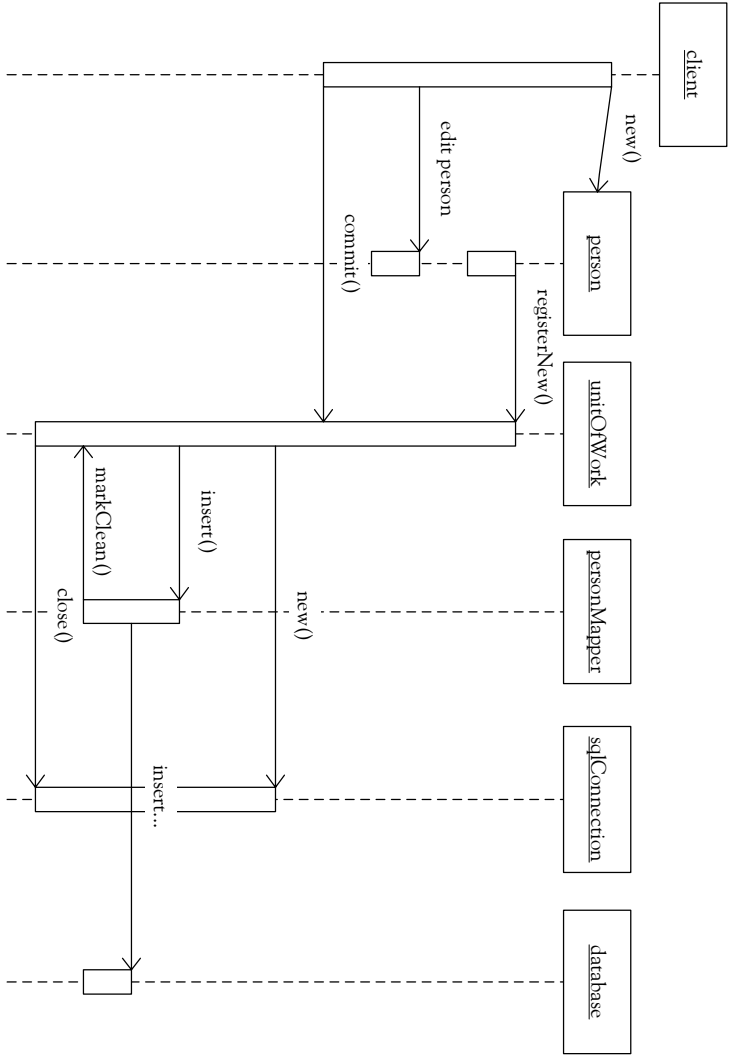 client
person
unitOfWork
personMapper
sqlConnection
database
new()
registerNew()
edit person
commit()
new()
insert()
insert...
markClean()
close()